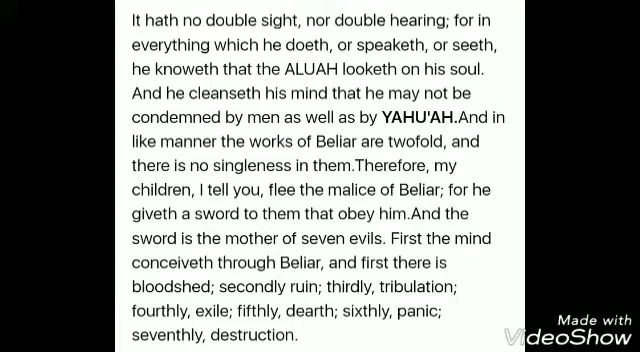 It hath no double sight, nor double hearing; for in
everything which he doeth, or speaketh, or seeth,
he knoweth that the ALUAH looketh on his soul.
And he cleanseth his mind that he may not be
condemned by men as well as by YAHU'AH.And in
like manner the works of Beliar are twofold, and
there is no singleness in them.Therefore, my
children, I tell you, flee the malice of Beliar; for he
giveth a sword to them that obey him.And the
sword is the mother of seven evils. First the mind
conceiveth through Beliar, and first there is
bloodshed; secondly ruin; thirdly, tribulation;
fourthly, exile; fifthly, dearth; sixthly, panic;
seventhly, destruction.
Made with
VideoShow